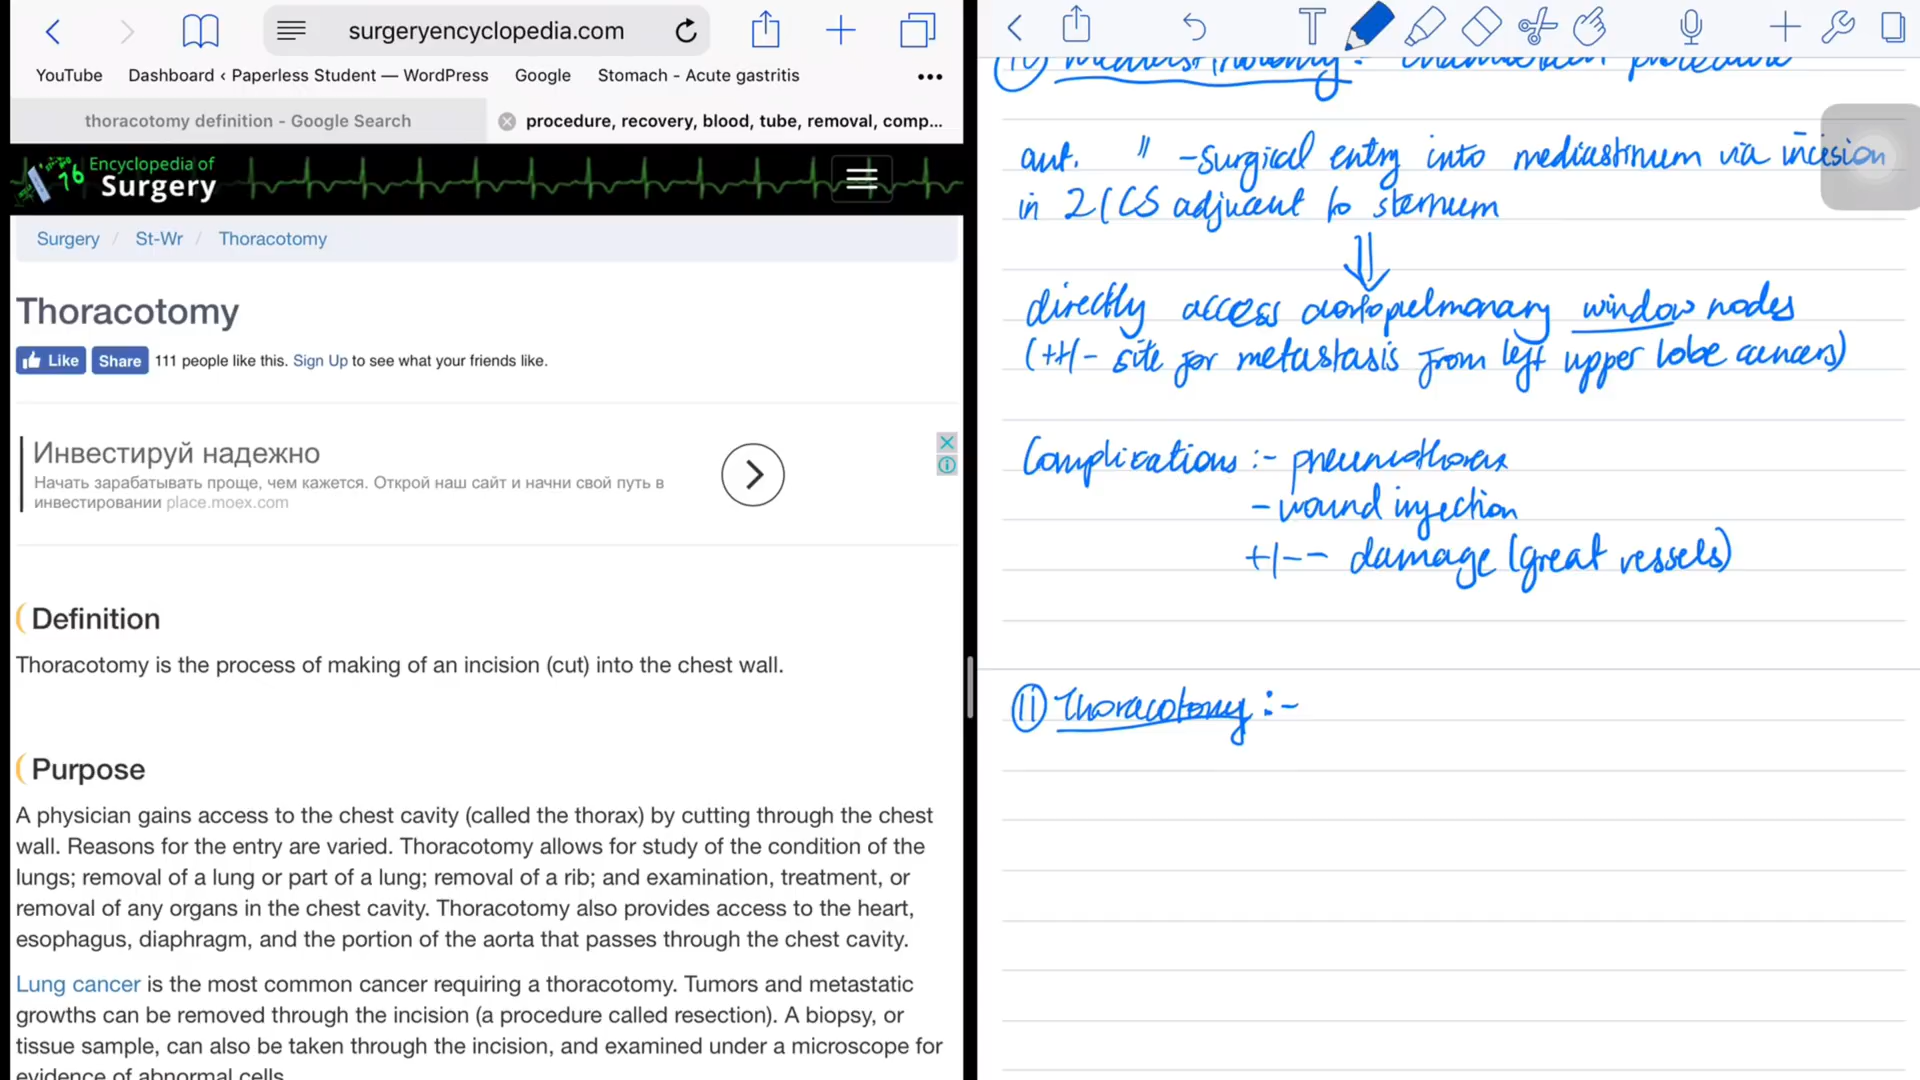 surgeryencyclopedia.com
YouTube Dashboard ‹ Paperless Student — WordPress Google Stomach - Acute gastritis
thoracotomy definition - Google Search
procedure, recovery, blood, tube, removal, comp...
Encyclopedia of
Surgery
Surgery / St-Wr / Thoracotomy
Thoracotomy
Like Share 111 people like this. Sign Up to see what your friends like.
Инвестируй надежно
Начать зарабатывать проще, чем кажется. Открой наш сайт и начни свой путь в
инвестировании place.moex.com
Definition
Thoracotomy is the process of making of an incision (cut) into the chest wall.
Purpose
A physician gains access to the chest cavity (called the thorax) by cutting through the chest
wall. Reasons for the entry are varied. Thoracotomy allows for study of the condition of the
lungs; removal of a lung or part of a lung; removal of a rib; and examination, treatment, or
removal of any organs in the chest cavity. Thoracotomy also provides access to the heart,
esophagus, diaphragm, and the portion of the aorta that passes through the chest cavity.
Lung cancer is the most common cancer requiring a thoracotomy. Tumors and metastatic
growths can be removed through the incision (a procedure called resection). A biopsy, or
tissue sample, can also be taken through the incision, and examined under a microscope for
evidence of abnormal cells.
procedure
ant. " - surgical entry into mediastinum via incision
in 2 ICS adjacent to sternum
directly access aortopulmonary window nodes
(++/- site for metastasis from left upper lobe cancers)
Complications :- pneumothorax
- wound injection
+/-- damage (great vessels)
11 Thoracotomy :-